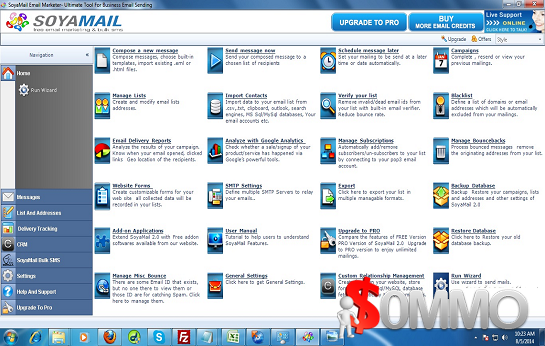 SoyaMail Email Marketer- Ultimate Tool For Business Email Sending
SOYAMAIL
free email marketing & bulk sms
UPGRADE TO PRO
BUY
MORE EMAIL CREDITS
Live Support
ONLINE
CLICK HERE TO TALK
Upgrade
Offers
Style
Navigation
Home
Run Wizard
Messages
List And Addresses
Delivery Tracking
CRM
SoyaMail Bulk SMS
Settings
Help And Support
Upgrade To Pro
Compose a new message
Compose messages, choose built-in
templates, import existing .eml or
.html files.
Send message now
Send your composed message to a
chosen list of recipients
Schedule message later
Set your mailing to be sent at a later
time or date automatically.
Campaigns
Complete , resend or view your
previous mailings.
Manage Lists
Create and modify email lists
addresses.
Import Contacts
Import data to your email list from
.csv,.txt, clipboard, outlook, search
engines, MS Sql/MySql databases,
Your email accounts etc.
Verify your list
Remove invalid/dead email ids from
your list with built-in email verifier.
Reduce bounce rate.
Blacklist
Define a list of domains or email
addresses which will be automatically
excluded from your mailings.
Email Delivery Reports
Analyze the results of your campaign.
Know when your email opened, clicked
links Geo location of the recipients.
Analyze with Google Analytics
Check whether a sale/signup of your
product/service has happened via
Google's powerful tools.
Manage Subscriptions
Automatically add/remove
subscribers/un-subscribers to your list
by connecting to your pop3 email
account.
Manage Bouncebacks
Process bounced messages remove
the originating addresses from your list.
Website Forms
Create customizable forms for your
web site all collected data will be
recorded in your lists.
SMTP Settings
Define multiple SMTP Servers to relay
your emails..
Export
Click here to export your list in
multiple manageable formats.
Backup Database
Backup Restore your campaigns, lists
and addresses and other settings of
SoyaMail 2.0
Add-on Applications
Extend SoyaMail 2.0 with free addon
softwares available from our website.
User Manual
Tutorial to help users to understand
SoyaMail Features.
Upgrade to PRO
Compare the features of FREE Version
PRO Version of SoyaMail 2.0 Upgrade
to PRO version to enjoy unlimited
mailings.
Restore Database
Click here to Restore your old
database backup.
Manage Misc Bounce
There are some Email ID that exists,
but no one there to view them or
those ID are for catching Spam. Click
here to manage them.
General Settings
Click here to get General Settings.
Custom Relationship Management
Run Wizard
Use wizard to send mails.
$OMMO
10:23 AM
8/5/2014